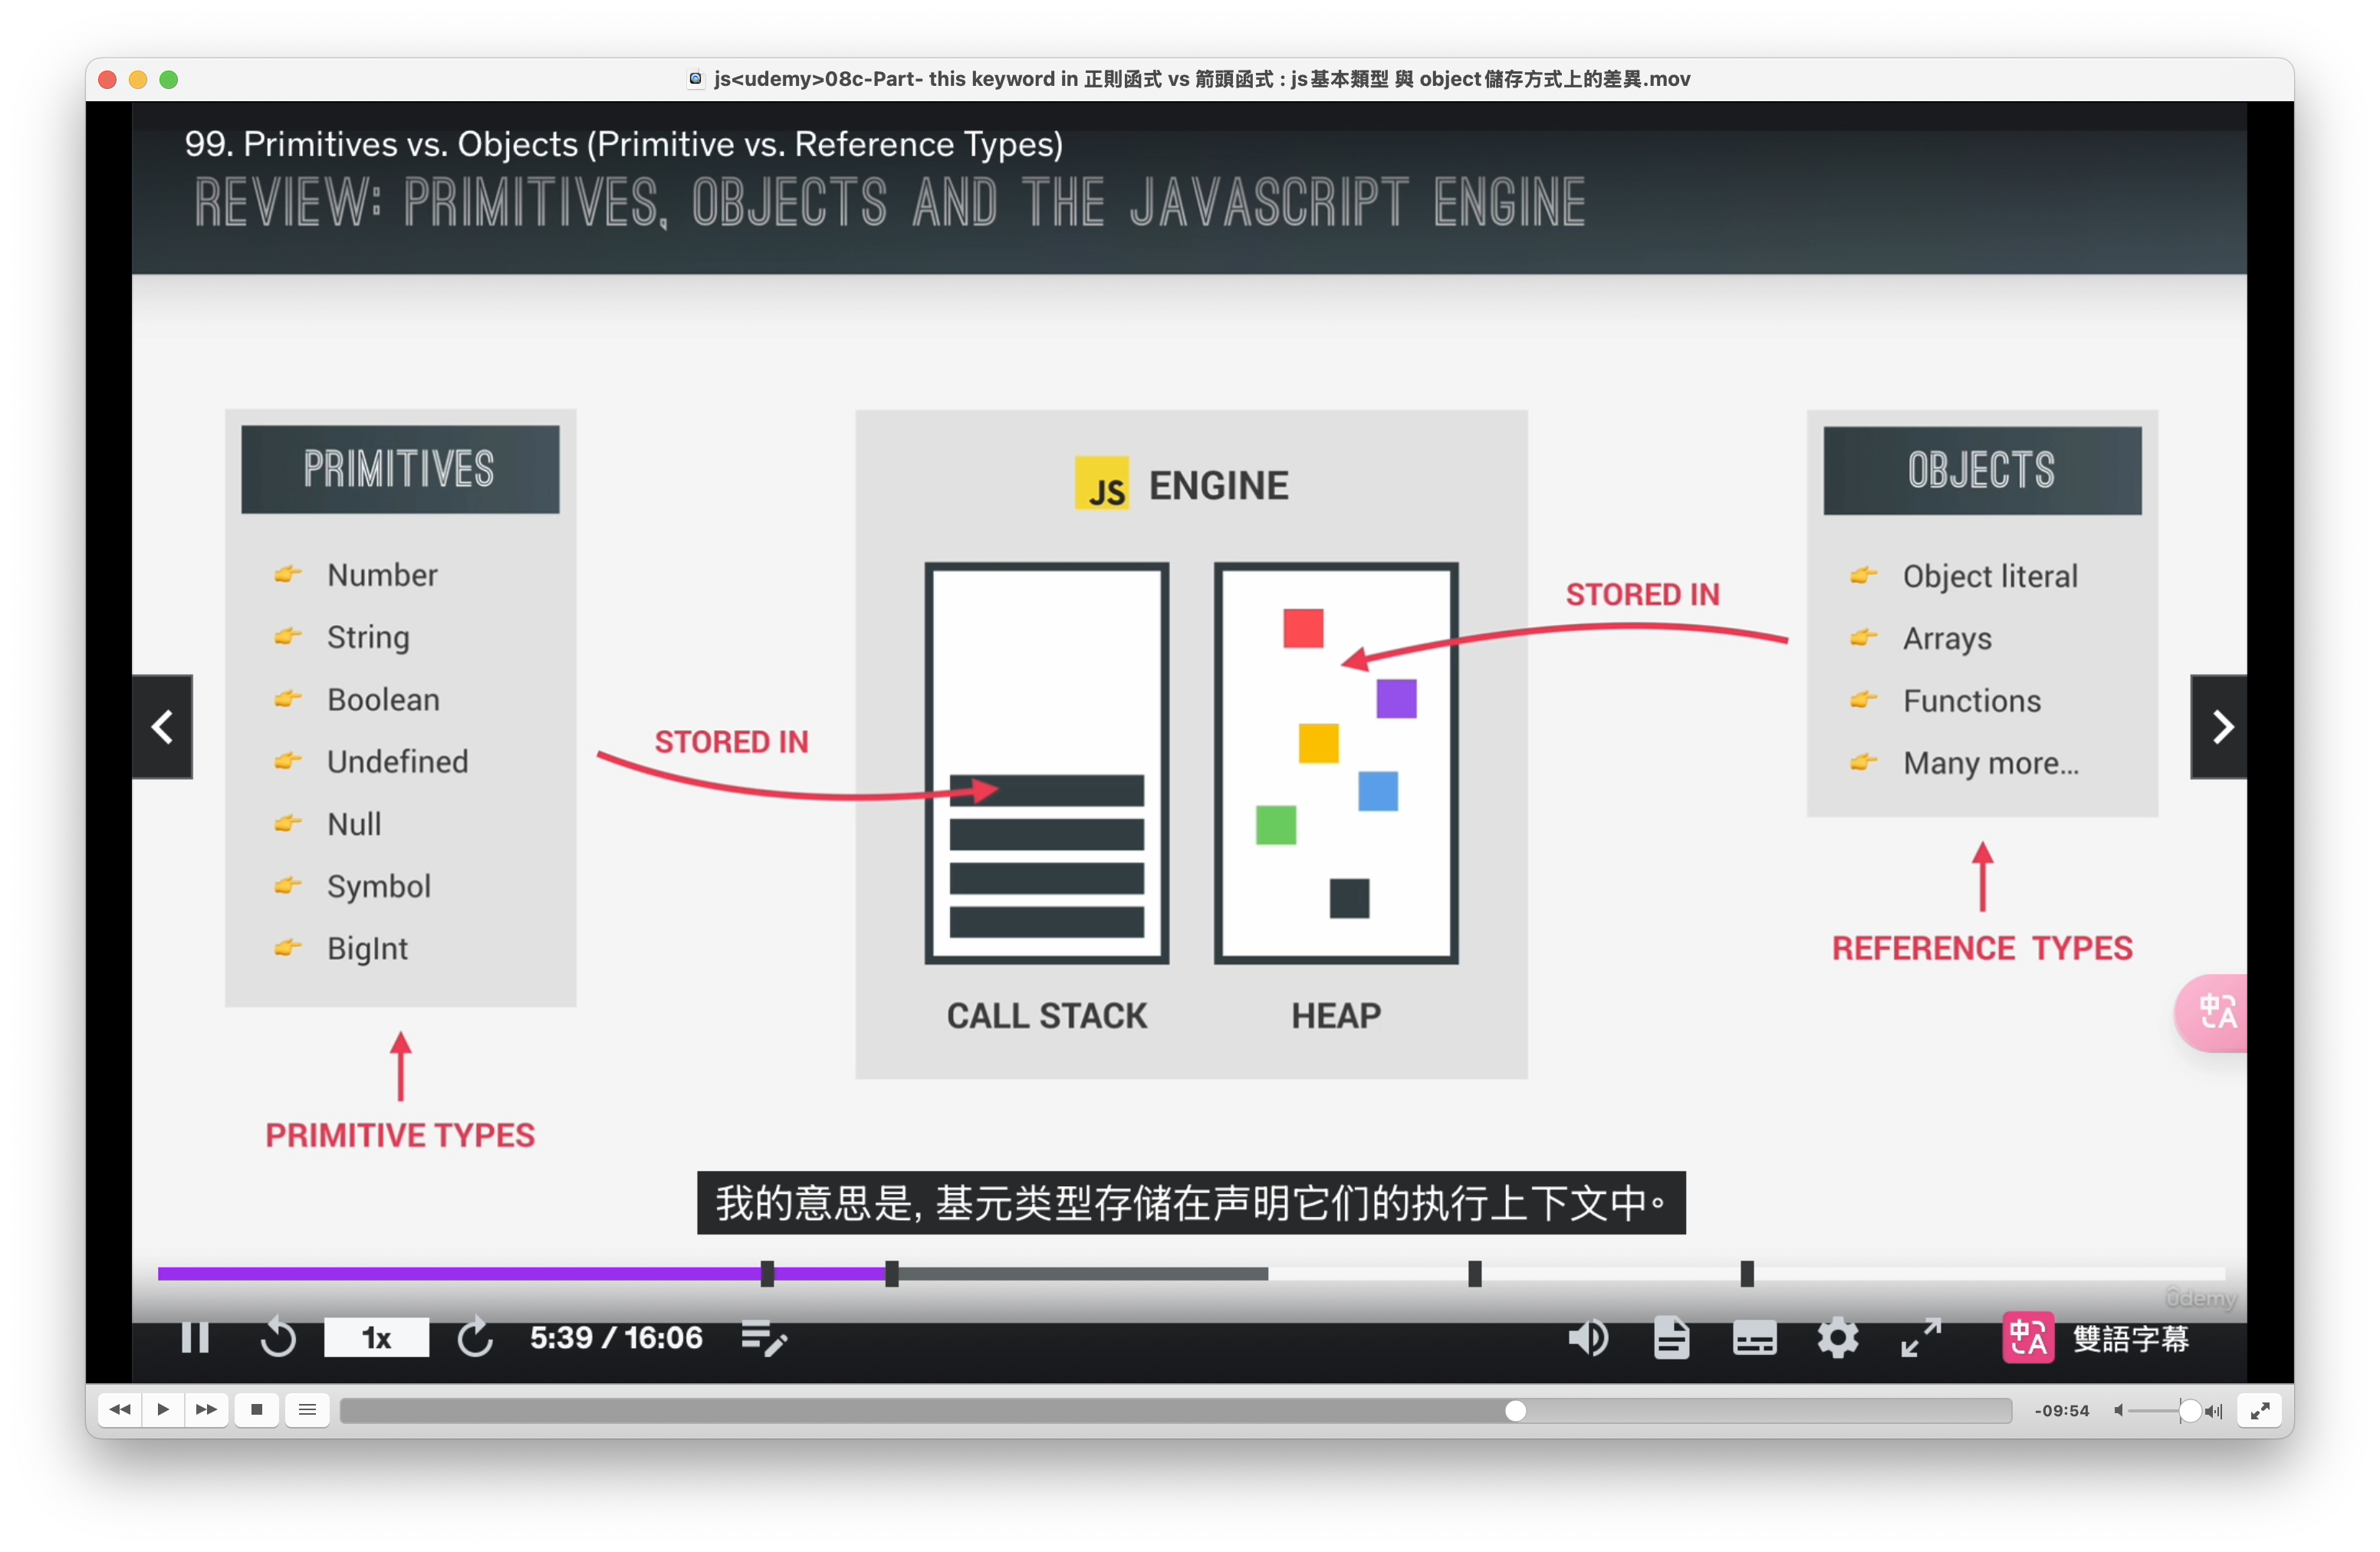 js<udemy>08c-Part- this keyword in 正則函式 vs 箭頭函式 : js基本類型 與 object儲存方式上的差異.mov
99. Primitives vs. Objects (Primitive vs. Reference Types)
REVIEW: PRIMITIVES, OBJECTS AND THE JAVASCRIPT ENGINE
PRIMITIVES
👉 Number
👉 String
👉 Boolean
👉 Undefined
👉 Null
👉 Symbol
👉 BigInt
PRIMITIVE TYPES
STORED IN
JS ENGINE
CALL STACK
HEAP
STORED IN
OBJECTS
👉 Object literal
👉 Arrays
👉 Functions
👉 Many more...
REFERENCE TYPES
中A
我的意思是, 基元类型存储在声明它们的执行上下文中。
ûdemy
1x
5:39 / 16:06
中A 雙語字幕
-09:54